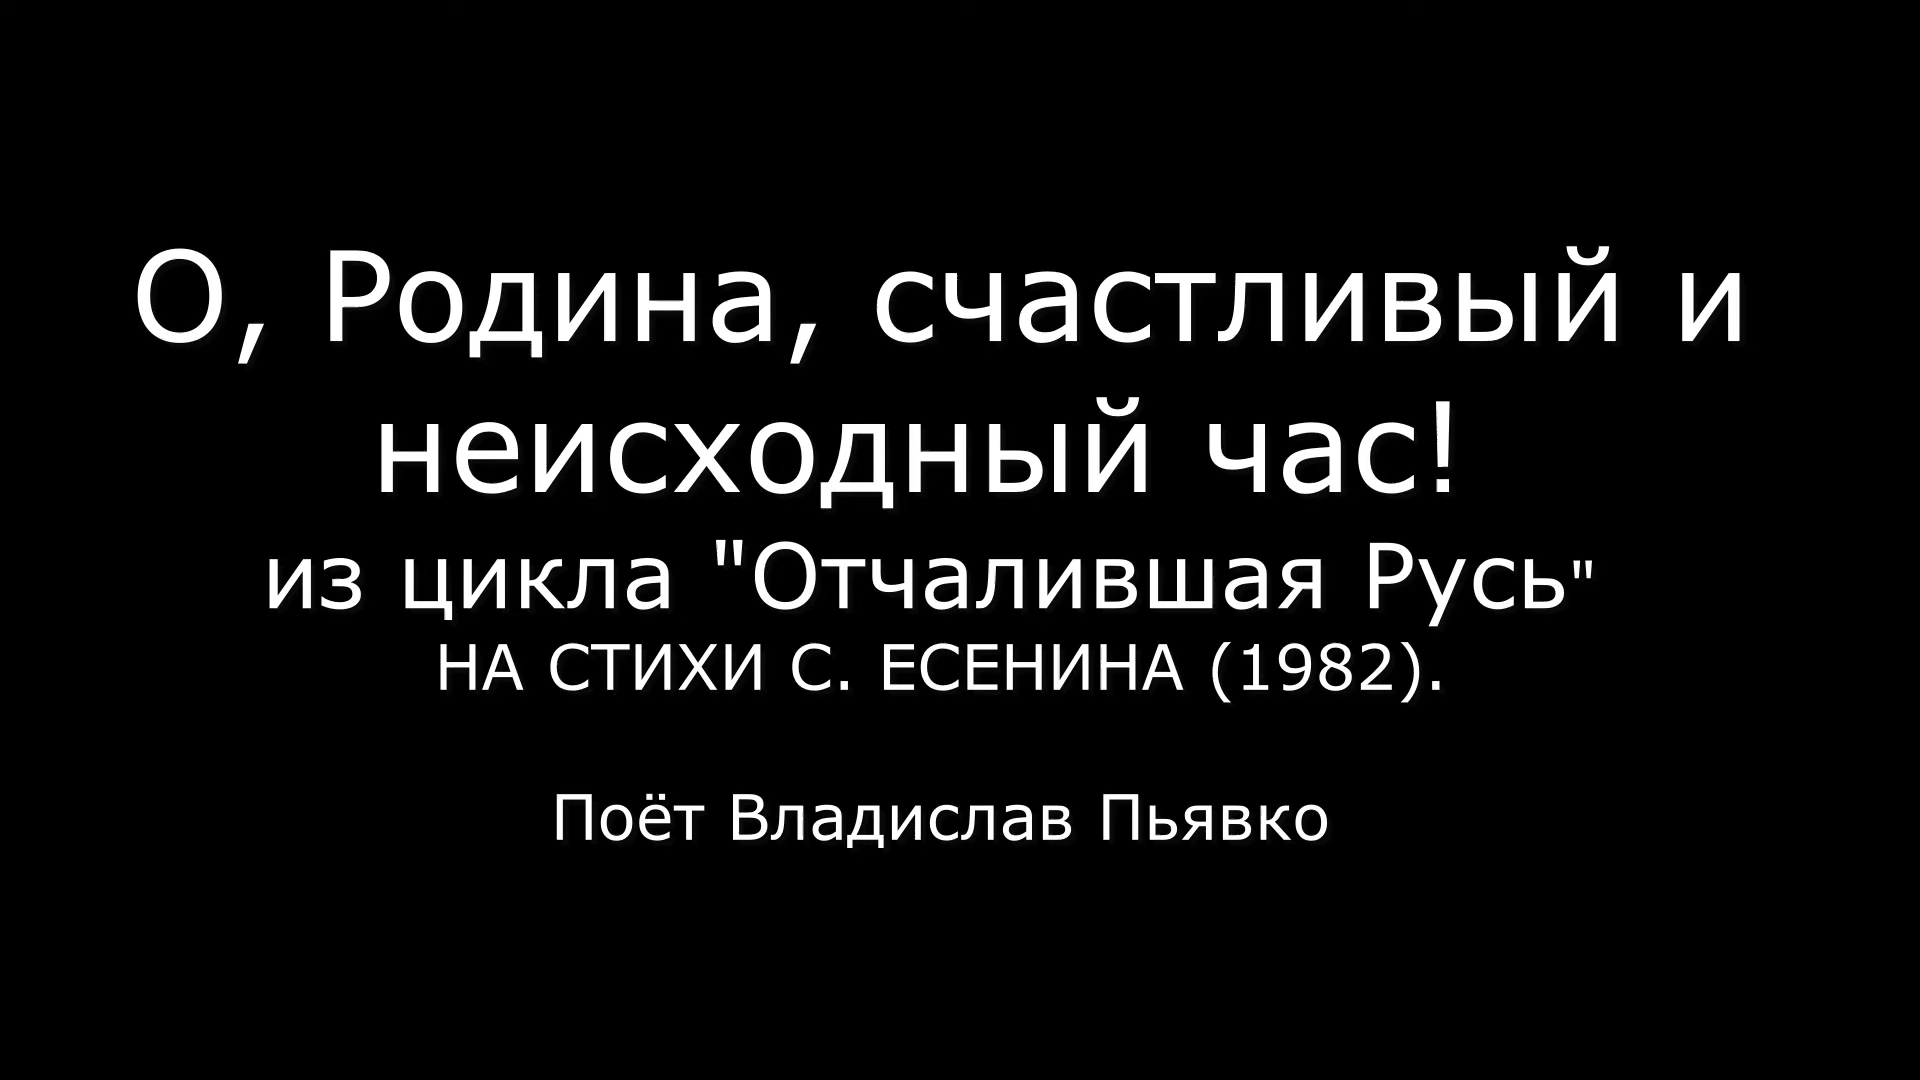 О, Родина, счастливый и
неисходный час!
из цикла "Отчалившая Русь"
НА СТИХИ С. ЕСЕНИНА (1982).
Поёт Владислав Пьявко